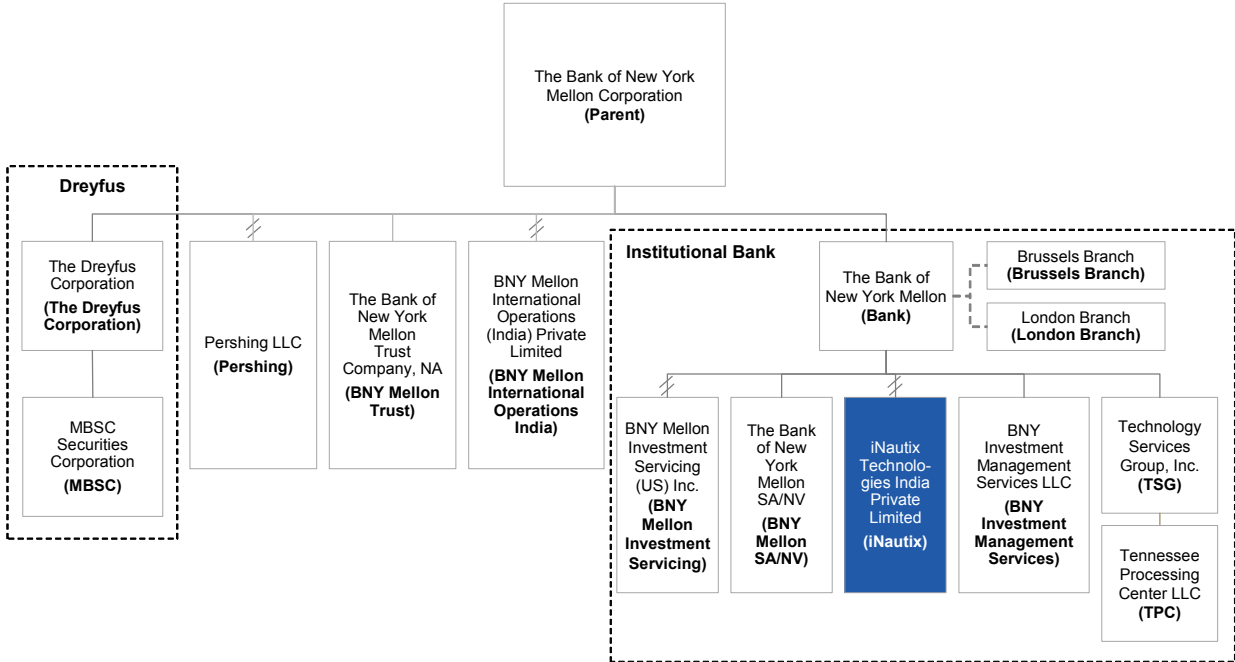 The Bank of New York
Mellon Corporation
(Parent)
Dreyfus
The Dreyfus
Corporation
(The Dreyfus
Corporation)
MBSC
Securities
Corporation
(MBSC)
Pershing LLC
(Pershing)
The Bank of
New York
Mellon
Trust
Company, NA
(BNY Mellon
Trust)
BNY Mellon
International
Operations
(India) Private
Limited
(BNY Mellon
International
Operations
India)
Institutional Bank
The Bank of
New York Mellon
(Bank)
Brussels Branch
(Brussels Branch)
London Branch
(London Branch)
BNY Mellon
Investment
Servicing
(US) Inc.
(BNY
Mellon
Investment
Servicing)
The Bank
of New
York
Mellon
SA/NV
(BNY
Mellon
SA/NV)
iNautix
Technolo-
gies India
Private
Limited
(iNautix)
BNY
Investment
Management
Services LLC
(BNY
Investment
Management
Services)
Technology
Services
Group, Inc.
(TSG)
Tennessee
Processing
Center LLC
(TPC)